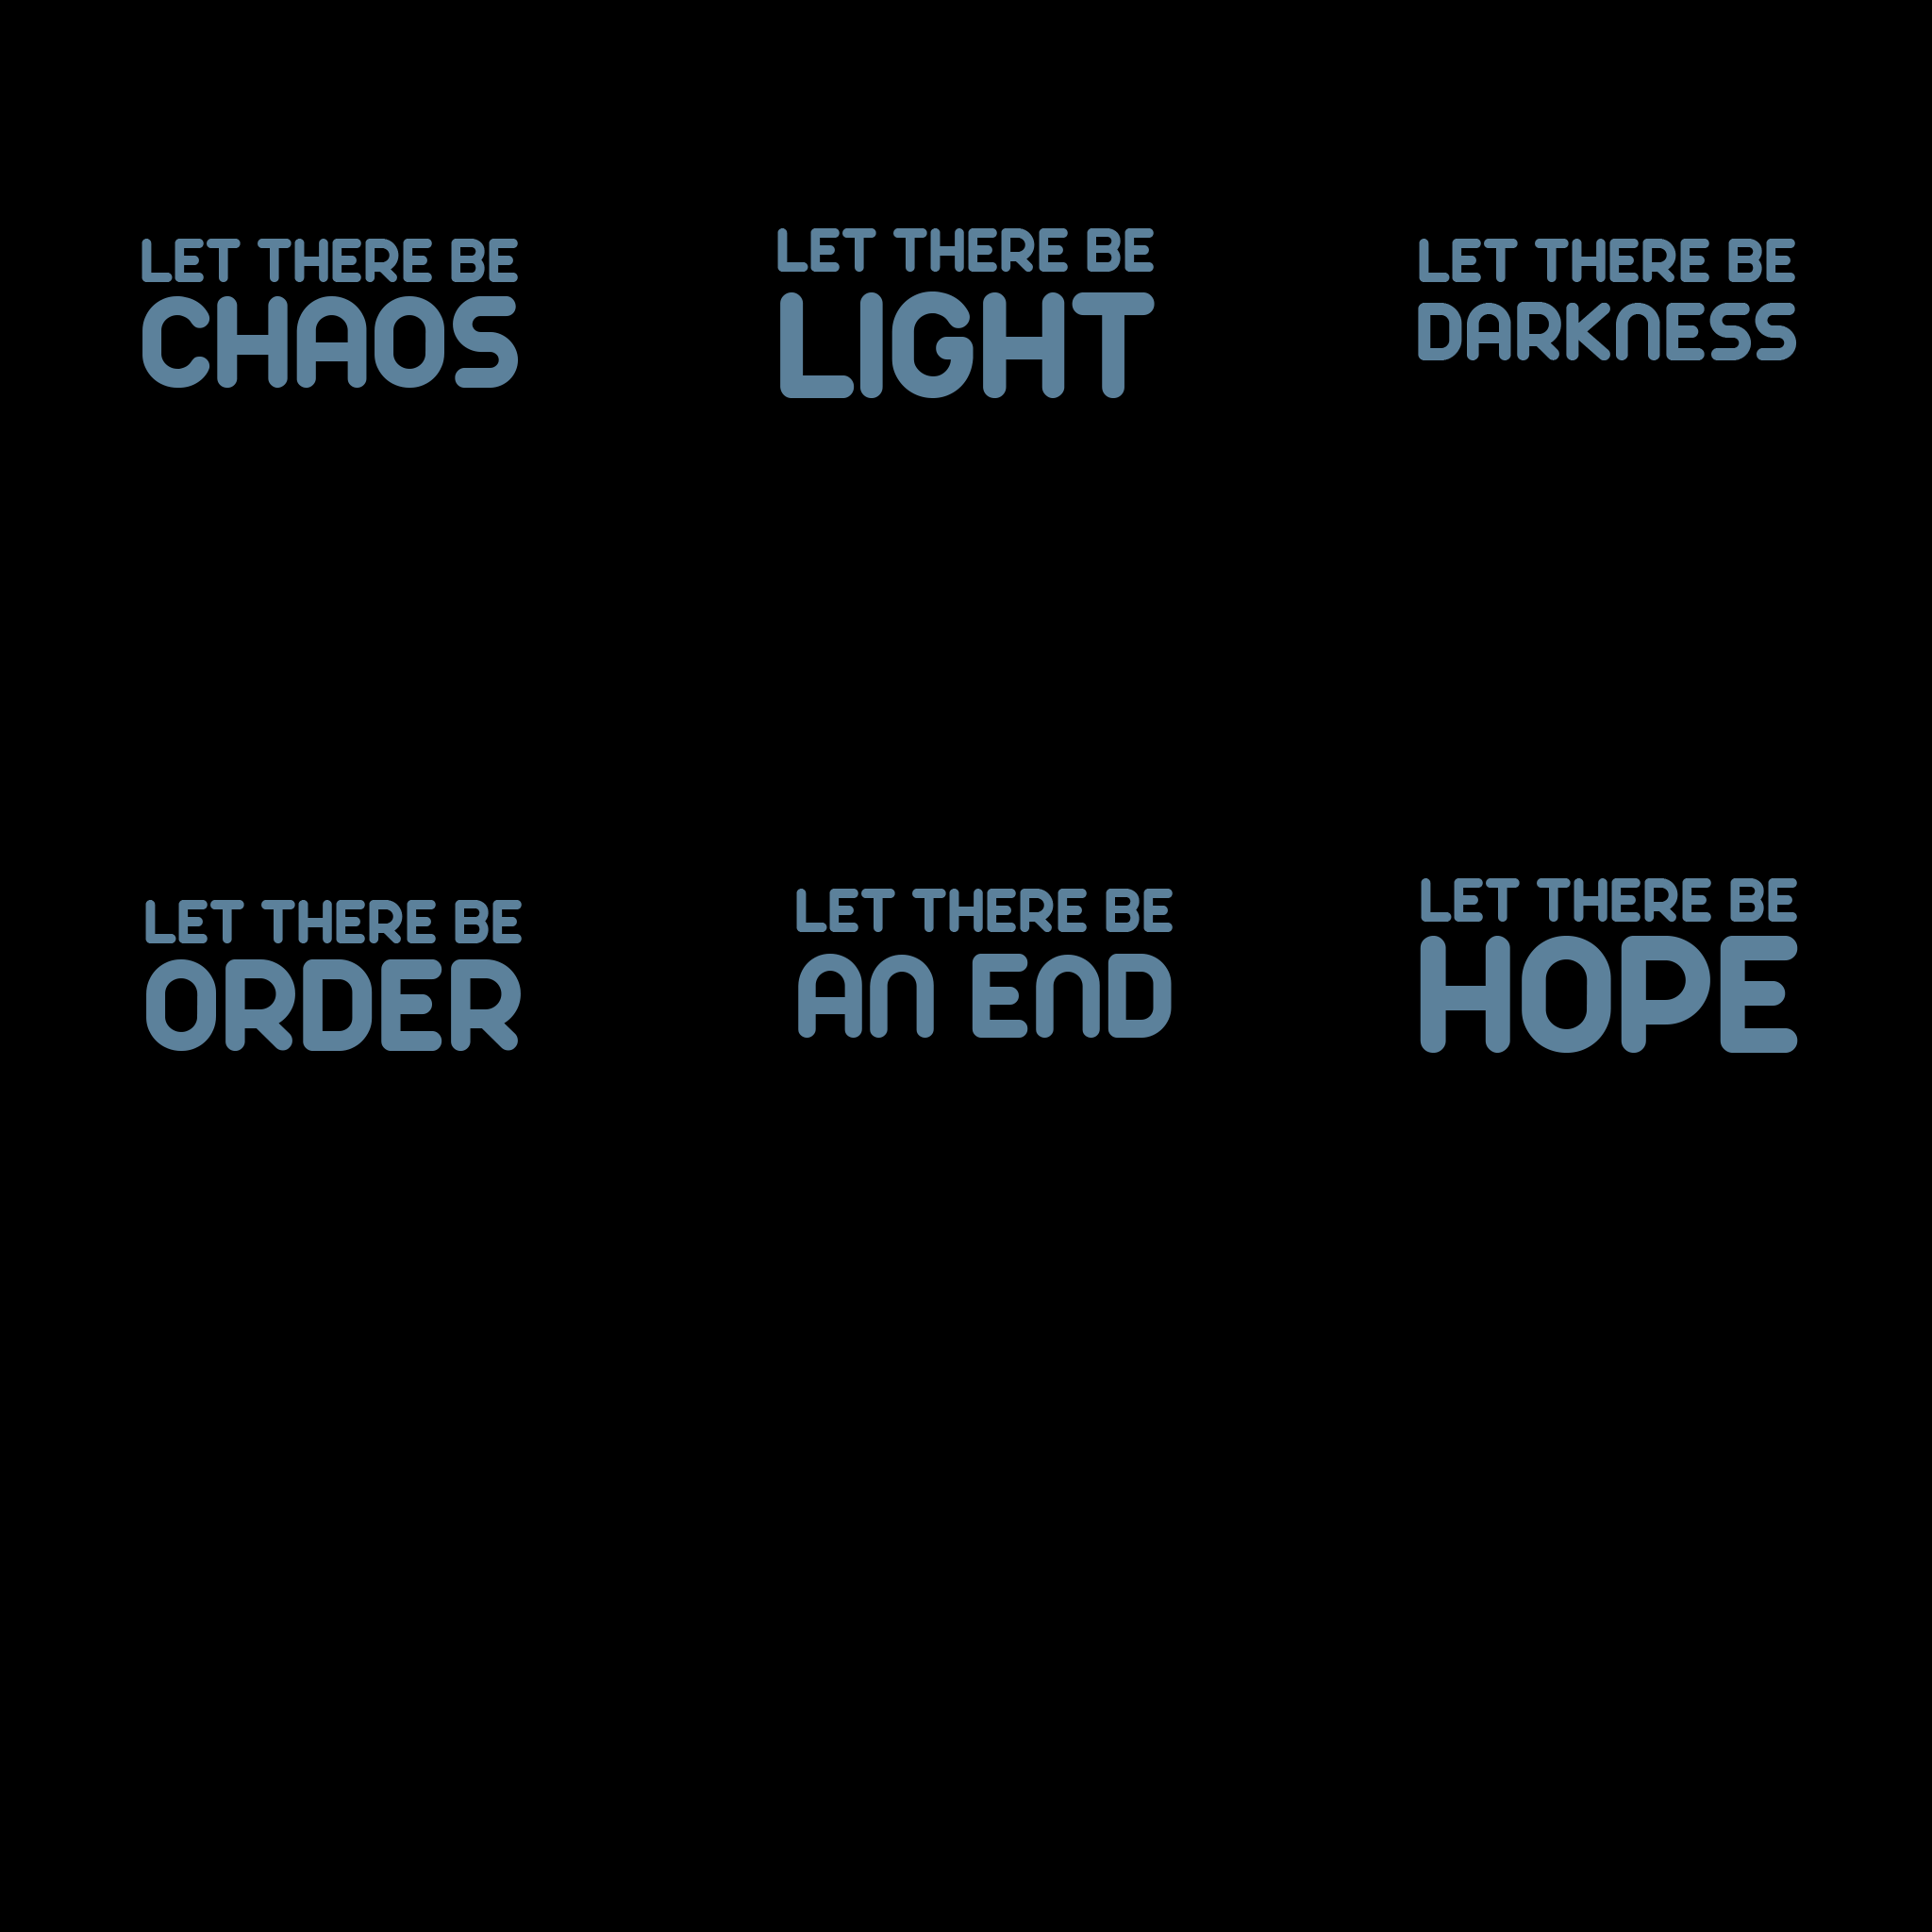 LET THERE BE
CHAOS
LET THERE BE
LIGHT
LET THERE BE
DARKNESS
LET THERE BE
ORDER
LET THERE BE
AN END
LET THERE BE
HOPE